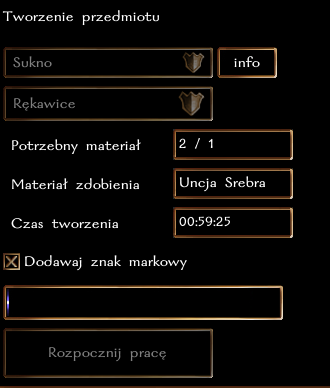 Tworzenie przedmiotu
Sukno
info
Rękawice
Potrzebny materiał 2 / 1
Materiał zdobienia Uncja Srebra
Czas tworzenia 00:59:25
Dodawaj znak markowy
Rozpocznij pracę